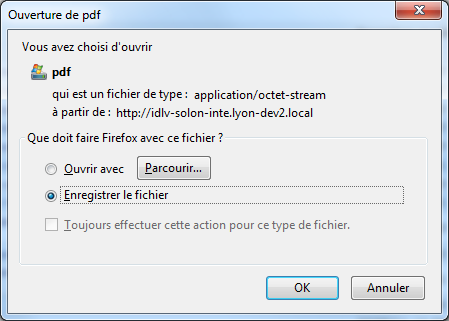 Ouverture de pdf
Vous avez choisi d'ouvrir
pdf
qui est un fichier de type : application/octet-stream
à partir de : http://idlv-solon-inte.lyon-dev2.local
Que doit faire Firefox avec ce fichier ?
Ouvrir avec Parcourir...
Enregistrer le fichier
Toujours effectuer cette action pour ce type de fichier.
OK Annuler